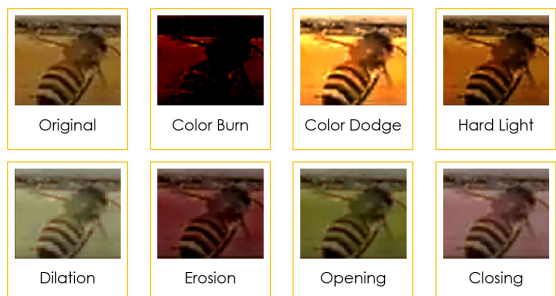 Original
Color Burn
Color Dodge
Hard Light
Dilation
Erosion
Opening
Closing